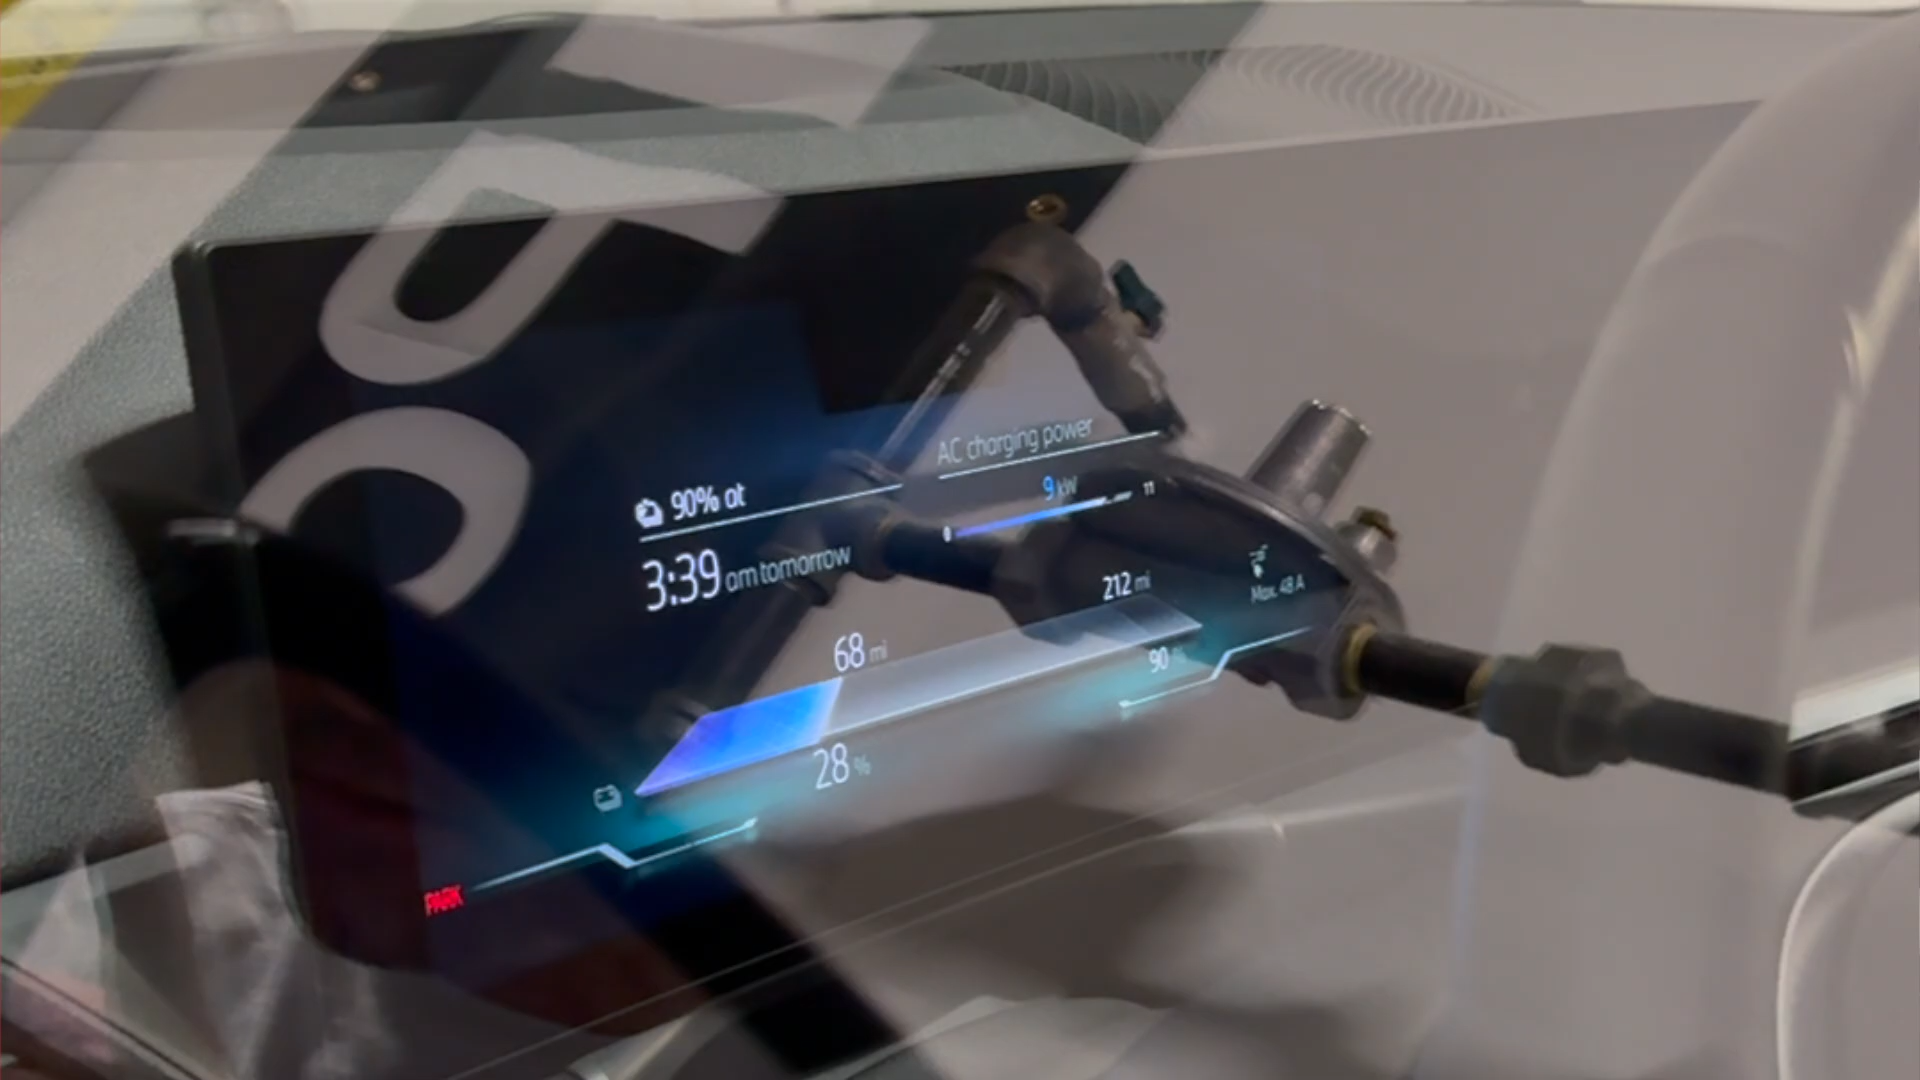 90% at
3:39 am tomorrow
AC charging power
9 kW
0
11
68 mi
212 mi
Max. 48 A
90 %
28 %
PARK